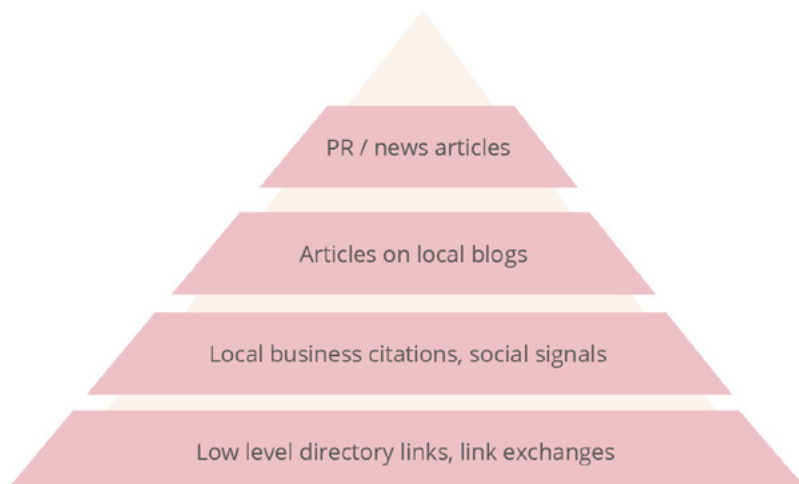 PR / news articles
Articles on local blogs
Local business citations, social signals
Low level directory links, link exchanges